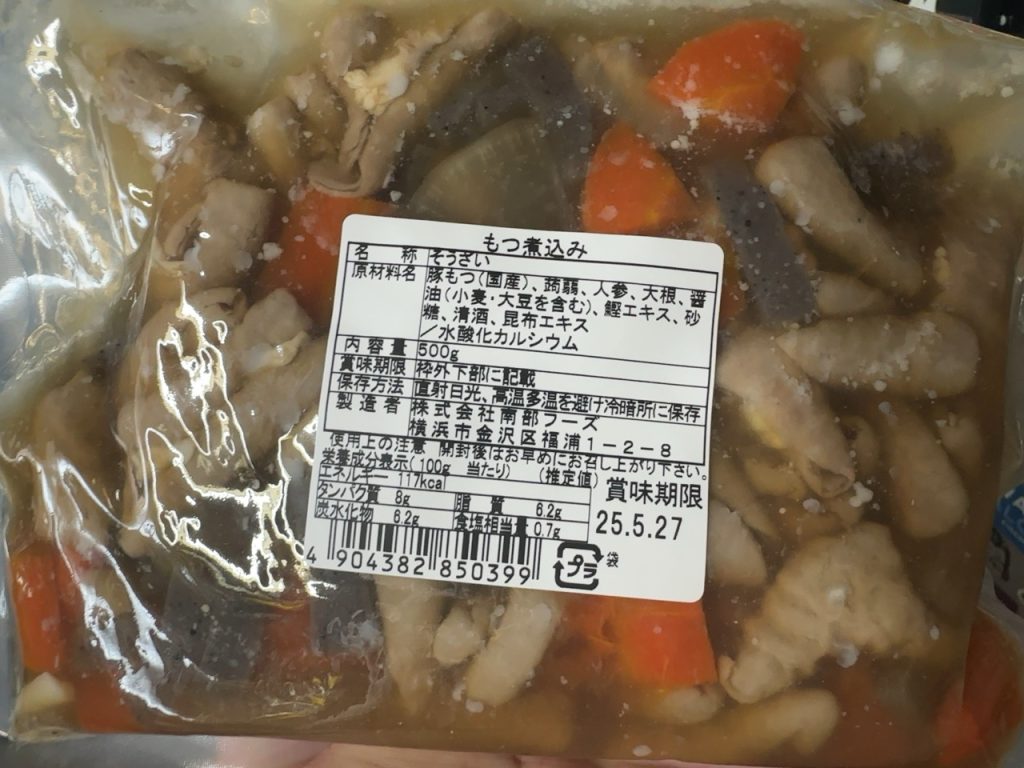 もつ煮込み
名 称 そうざい
原材料名 豚もつ(国産)、蒟蒻、人参、大根、醤
油(小麦・大豆を含む)、鰹エキス、砂
糖、清酒、昆布エキス
／水酸化カルシウム
内容量 500g
賞味期限 枠外下部に記載
保存方法 直射日光、高温多湿を避け冷暗所に保存
製造者 株式会社南部フーズ
横浜市金沢区福浦1-2-8
使用上の注意 開封後はお早めにお召し上がり下さい。
栄養成分表示(100g 当たり) (推定値)
エネルギー 117kcal
タンパク質 8g 脂 質 6.2g
炭水化物 6.2g 食塩相当量 0.7g
賞味期限
25.5.27
4 904382 850399
プラ 袋